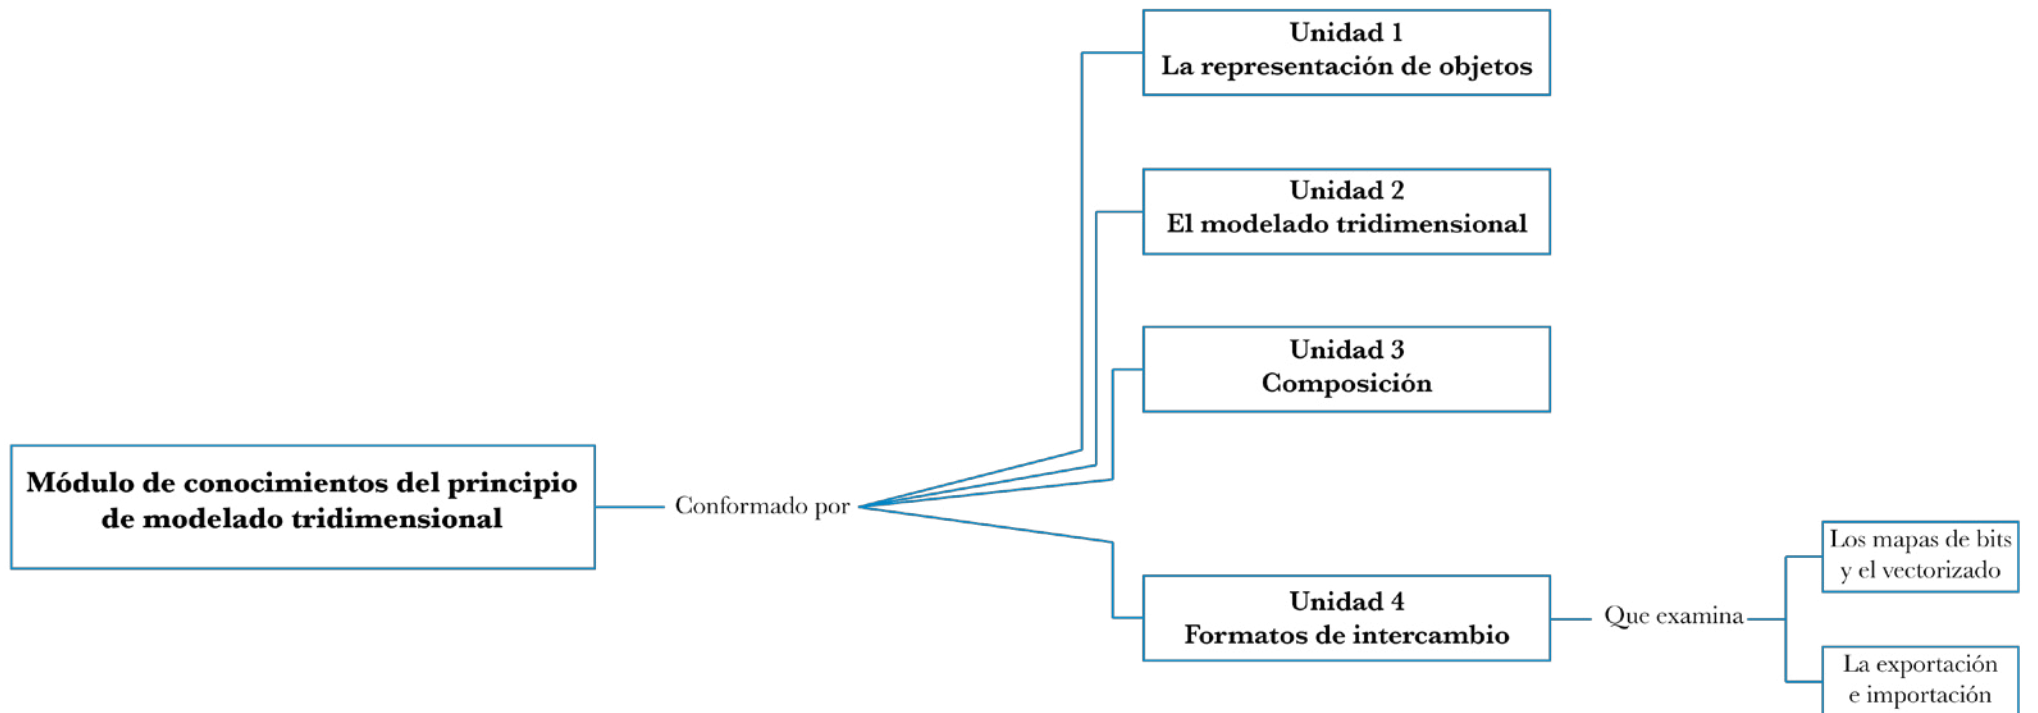 Unidad 1
La representación de objetos
Unidad 2
El modelado tridimensional
Unidad 3
Composición
Módulo de conocimientos del principio
de modelado tridimensional
Conformado por
Unidad 4
Formatos de intercambio
Que examina
Los mapas de bits
y el vectorizado
La exportación
e importación